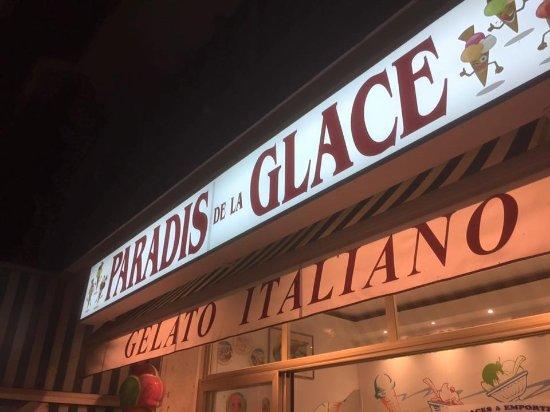 PARADIS DE LA GLACE
GELATO ITALIANO